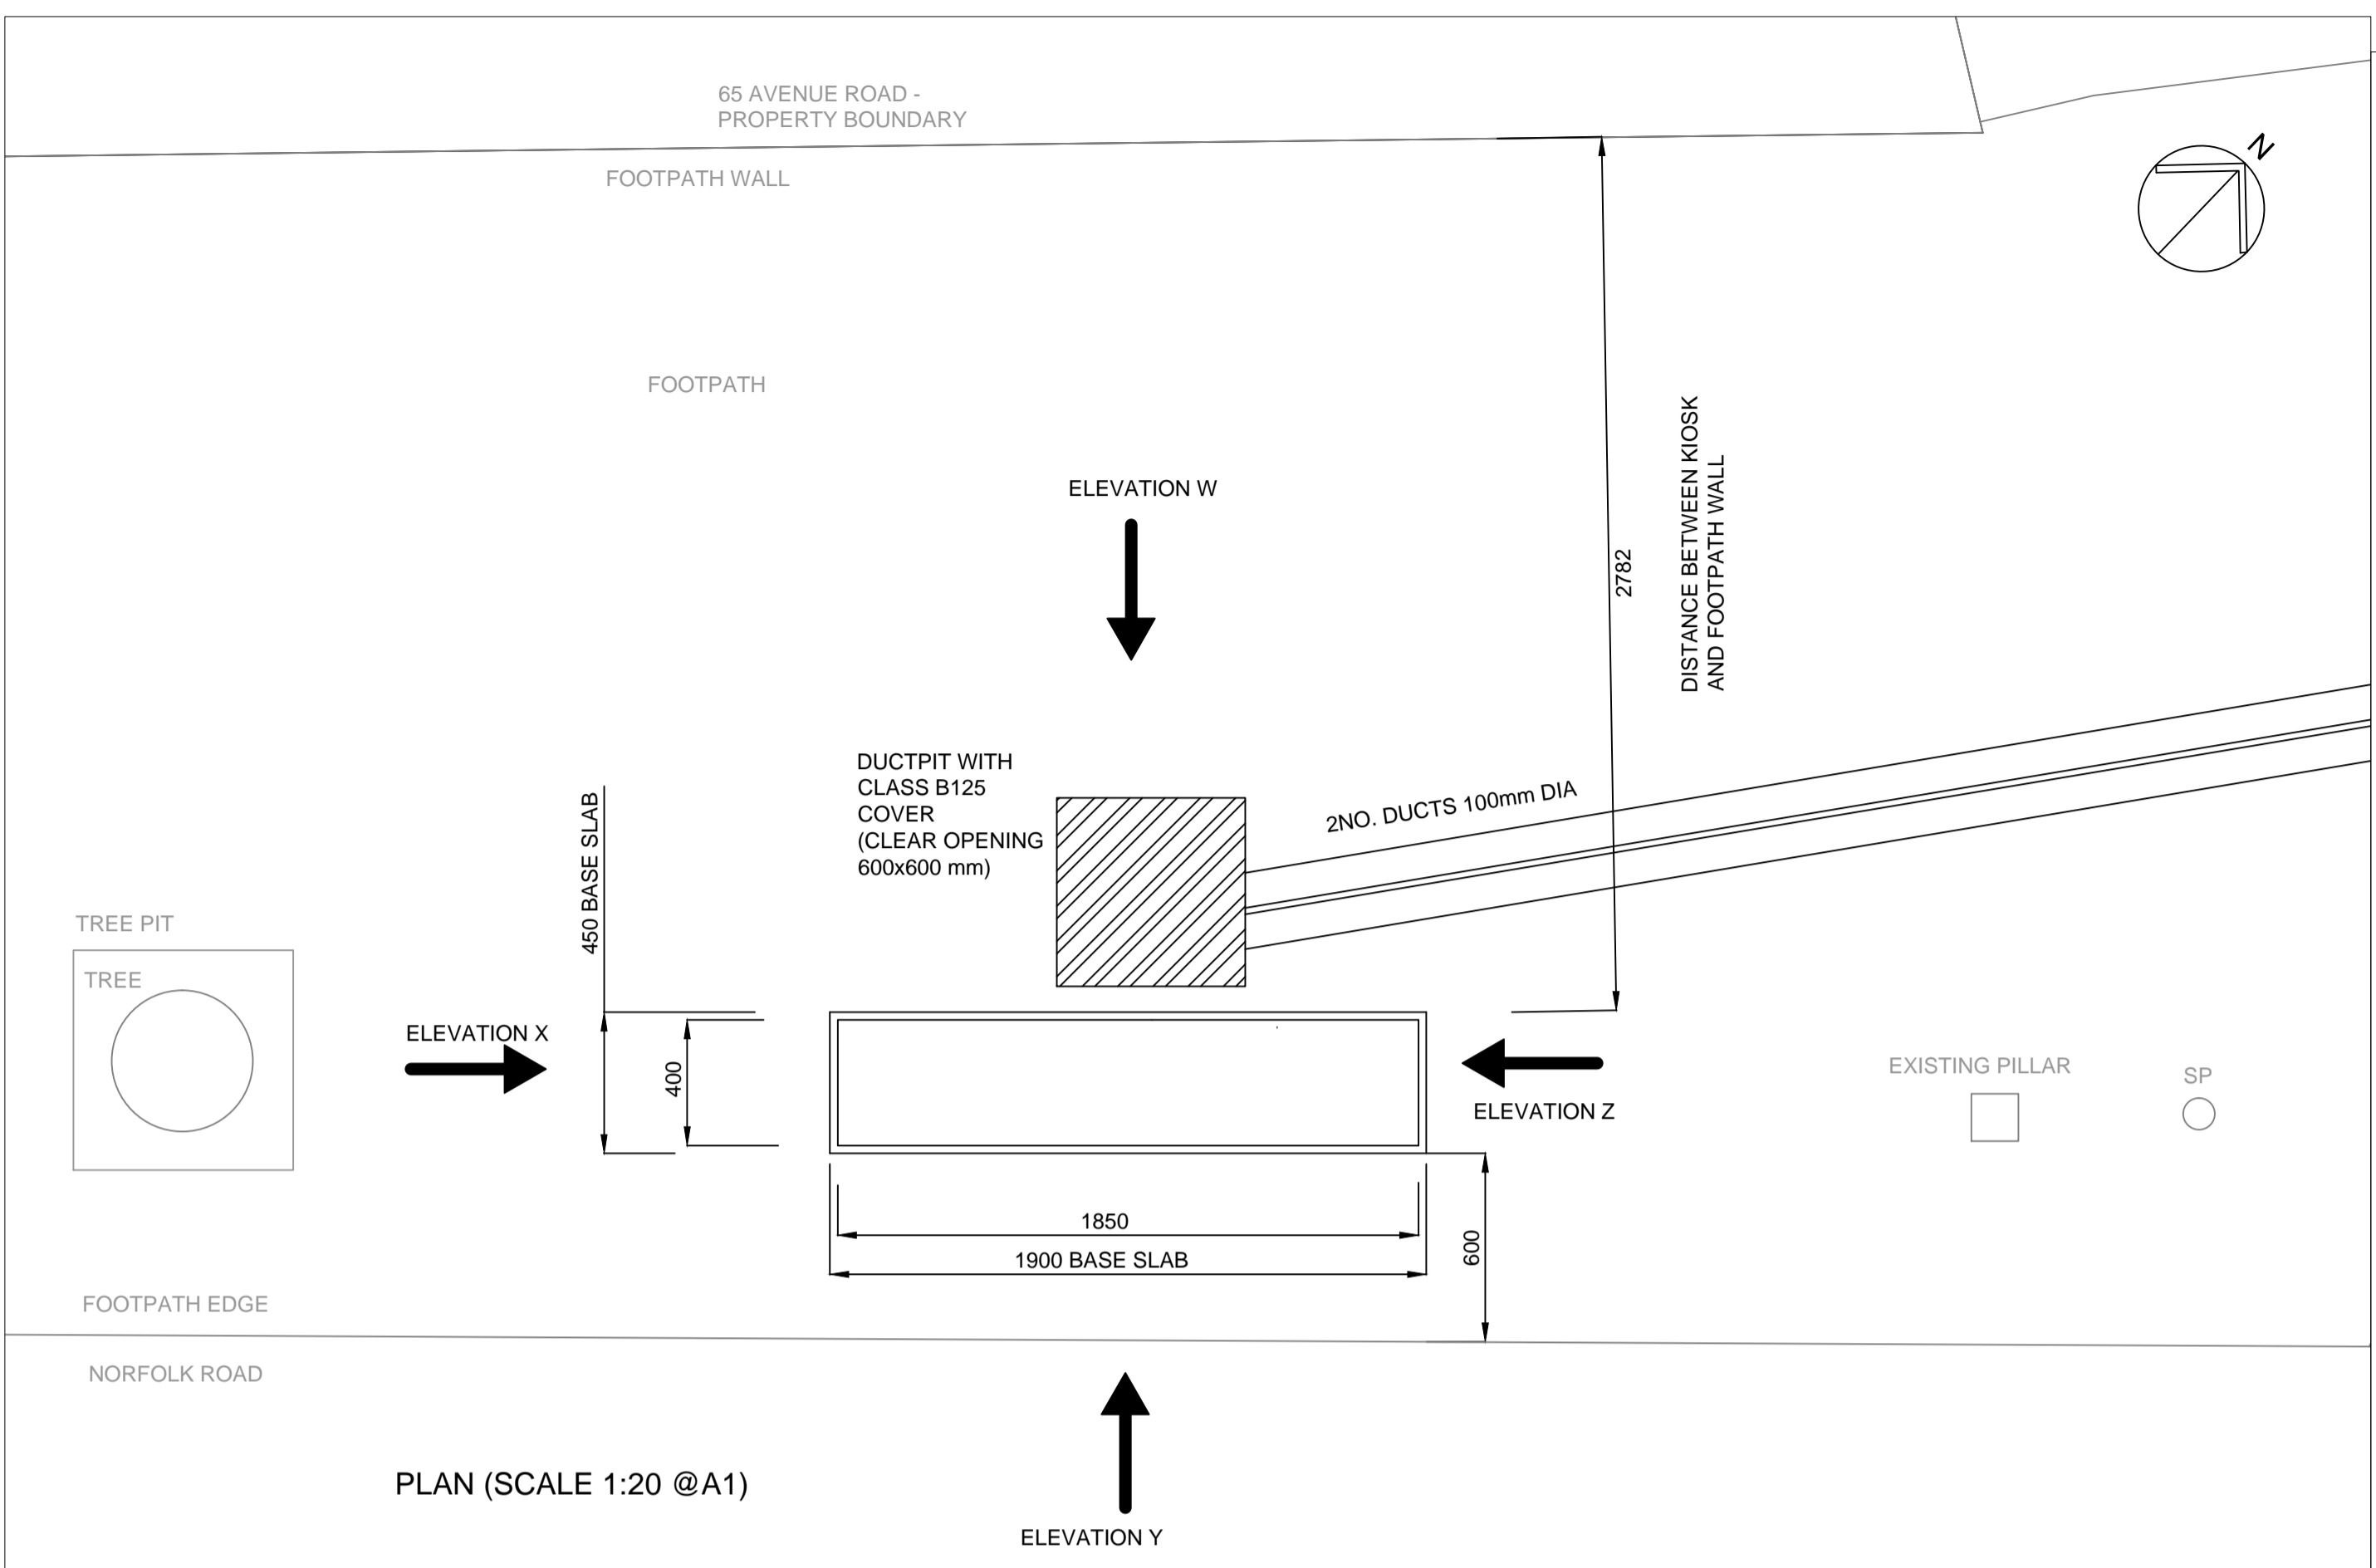 65 AVENUE ROAD -
PROPERTY BOUNDARY
FOOTPATH WALL
N
FOOTPATH
ELEVATION W
DISTANCE BETWEEN KIOSK
AND FOOTPATH WALL
2782
DUCTPIT WITH
CLASS B125
COVER
(CLEAR OPENING
600x600 mm)
2NO. DUCTS 100mm DIA
450 BASE SLAB
TREE PIT
TREE
ELEVATION X
400
ELEVATION Z
EXISTING PILLAR
SP
1850
1900 BASE SLAB
600
FOOTPATH EDGE
NORFOLK ROAD
PLAN (SCALE 1:20 @A1)
ELEVATION Y